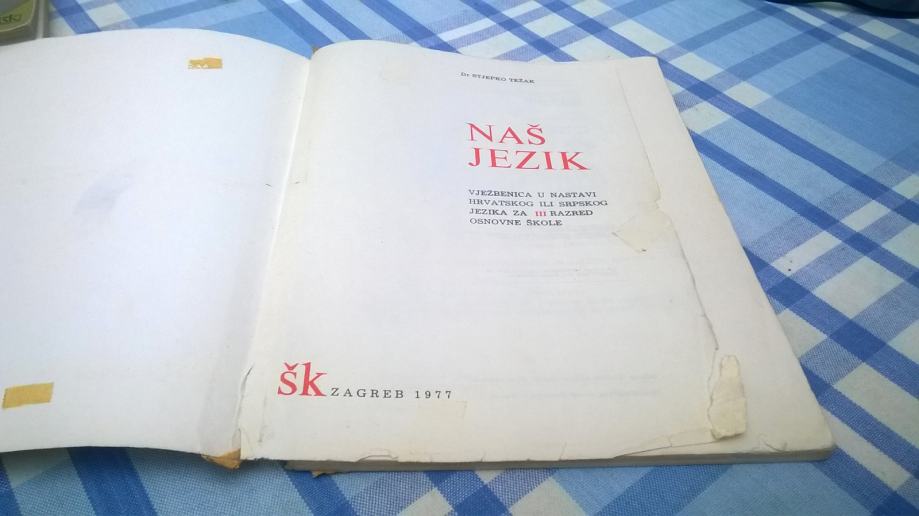 Dr STJEPKO TEŽAK
NAŠ
JEZIK
VJEŽBENICA U NASTAVI
HRVATSKOG ILI SRPSKOG
JEZIKA ZA III RAZRED
OSNOVNE ŠKOLE
šk ZAGREB 1977